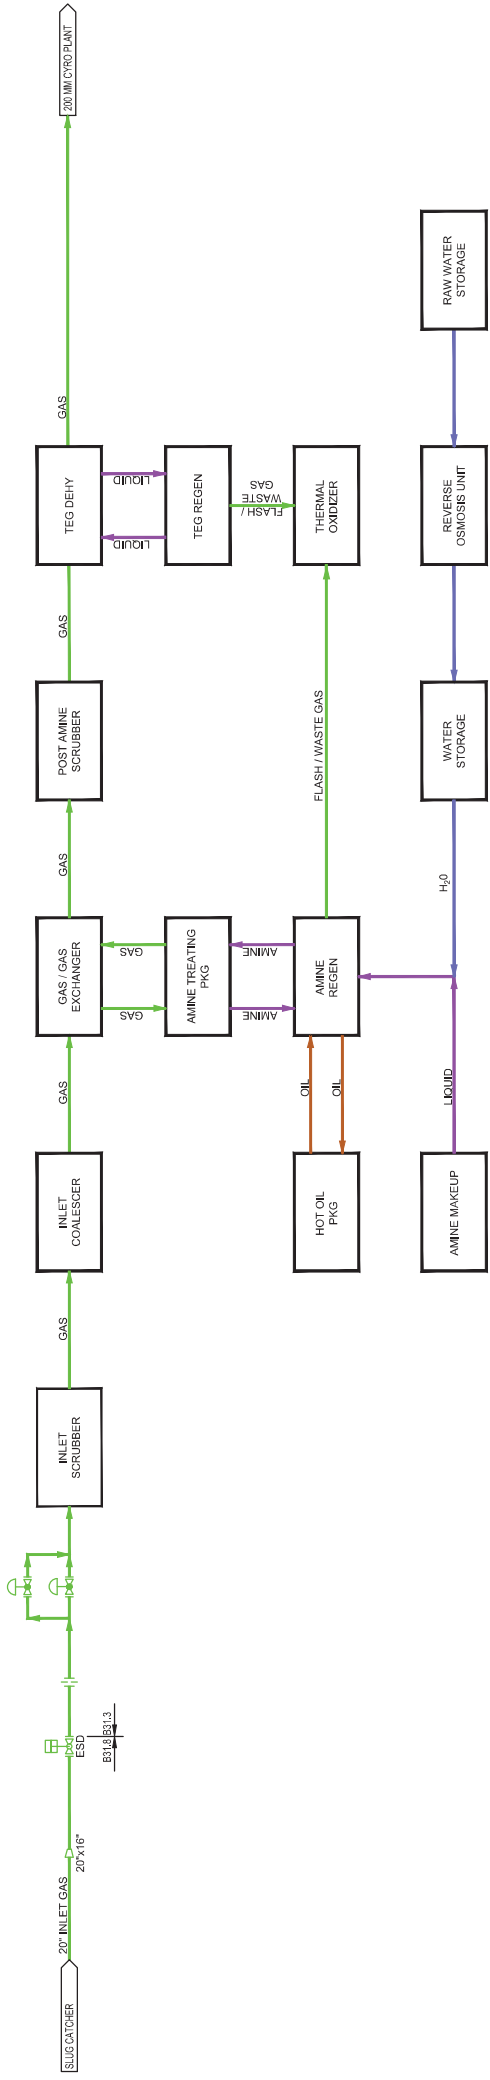 SLUG CATCHER
20" INLET GAS
20"x16"
ESD
B31.8
B31.3
INLET
SCRUBBER
GAS
INLET
COALESCER
GAS
GAS / GAS
EXCHANGER
GAS
POST AMINE
SCRUBBER
GAS
TEG DEHY
GAS
200 MM CYRO PLANT
GAS
GAS
AMINE TREATING
PKG
LIQUID
LIQUID
TEG REGEN
AMINE
AMINE
FLASH /
WASTE
GAS
HOT OIL
PKG
OIL
OIL
AMINE
REGEN
FLASH / WASTE GAS
THERMAL
OXIDIZER
AMINE MAKEUP
LIQUID
H₂0
WATER
STORAGE
REVERSE
OSMOSIS UNIT
RAW WATER
STORAGE